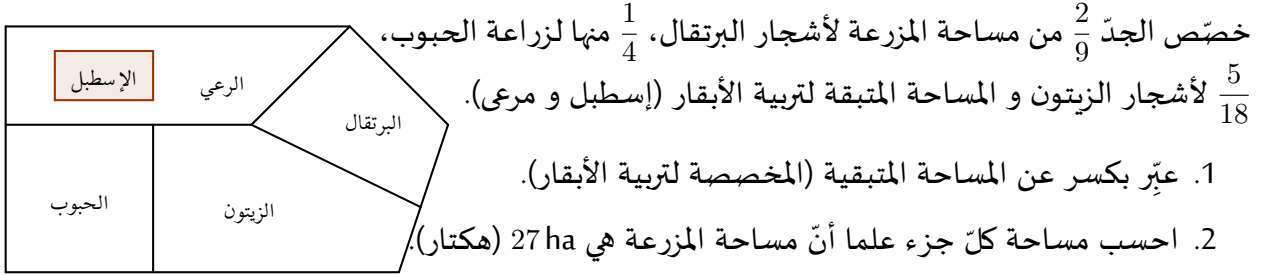 خصّص الجدّ 2/9 من مساحة المزرعة لأشجار البرتقال، 1/4 منها لزراعة الحبوب،
5/18 لأشجار الزيتون و المساحة المتبقة لتربية الأبقار (إسطبل و مرعى).
1. عبِّر بكسر عن المساحة المتبقية (المخصصة لتربية الأبقار).
2. احسب مساحة كلّ جزء علما أنّ مساحة المزرعة هي 27 ha (هكتار).
الإسطبل
الرعي
البرتقال
الزيتون
الحبوب